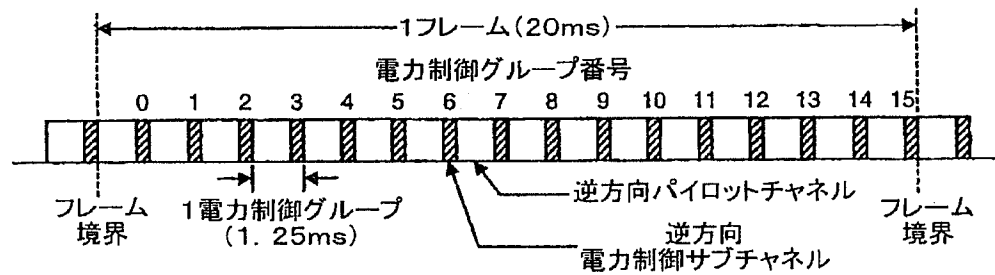 1フレーム(20ms)
電力制御グループ番号
0 1 2 3 4 5 6 7 8 9 10 11 12 13 14 15
逆方向パイロットチャネル
フレーム
境界
1電力制御グループ
(1. 25ms)
逆方向
電力制御サブチャネル
フレーム
境界